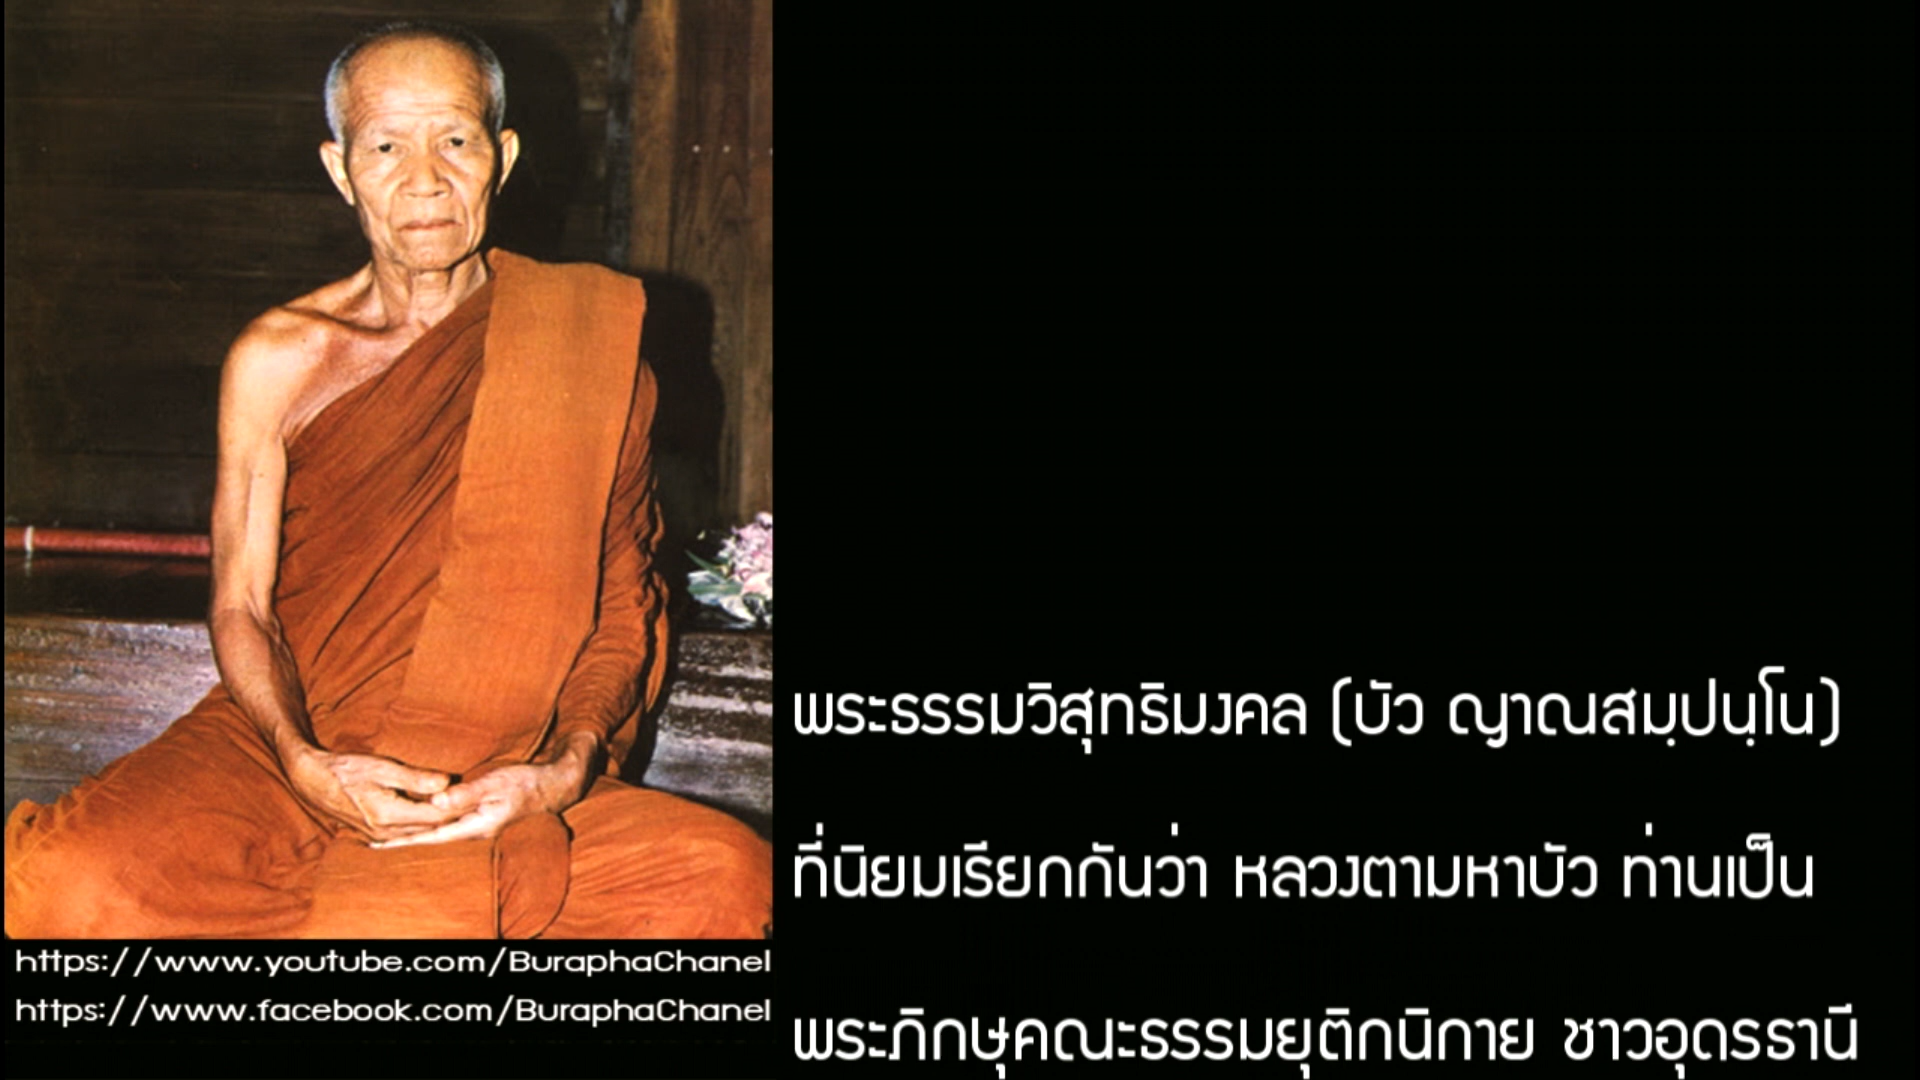 พระธรรมวิสุทธิมงคล (บัว ญาณสมฺปนฺโน)
ที่นิยมเรียกกันว่า หลวงตามหาบัว ท่านเป็น
พระภิกษุคณะธรรมยุติกนิกาย ชาวอุดรธานี
https://www.youtube.com/BuraphaChanel
https://www.facebook.com/BuraphaChanel